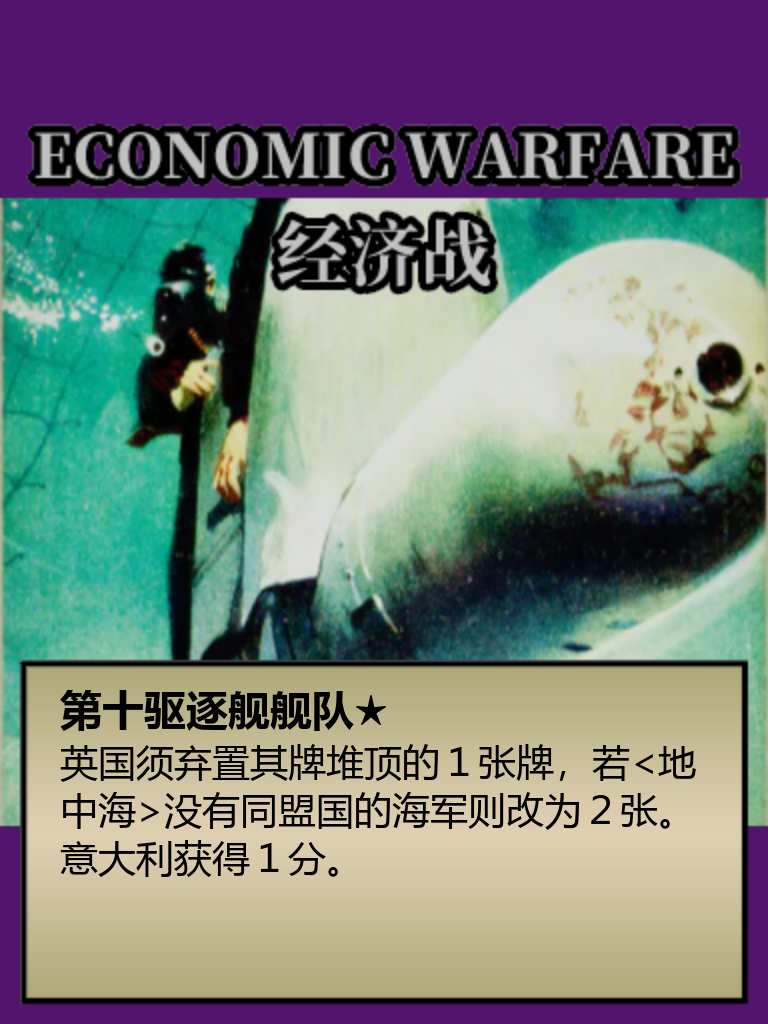 ECONOMIC WARFARE
经济战
第十驱逐舰舰队★
英国须弃置其牌堆顶的1张牌，若<地
中海>没有同盟国的海军则改为2张。
意大利获得1分。